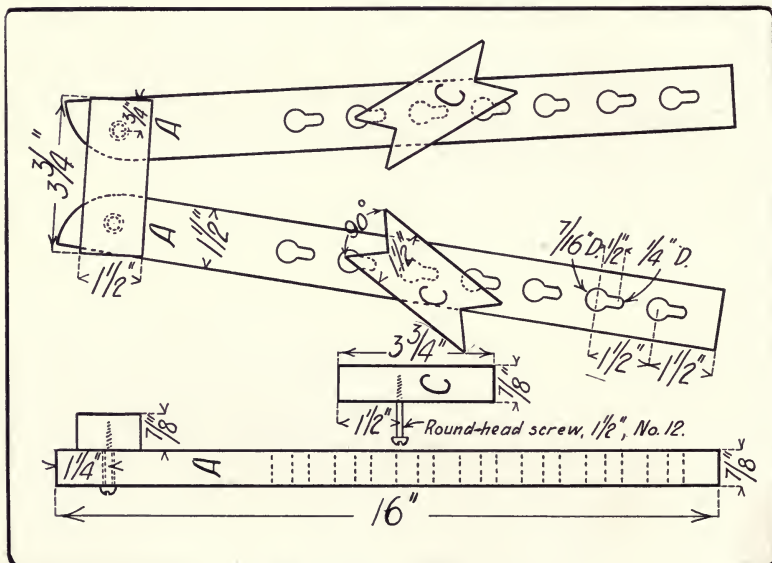 3/4"
A
C
3 3/4"
A
1 1/2"
1 1/2"
90°
1 1/2"
C
7/16" D.
1/2"
1/4" D.
1 1/2"
1 1/2"
3 3/4"
C
7/8"
1 1/2"
Round-head screw, 1 1/2", No. 12.
7/8"
1 1/4"
A
7/8"
16"